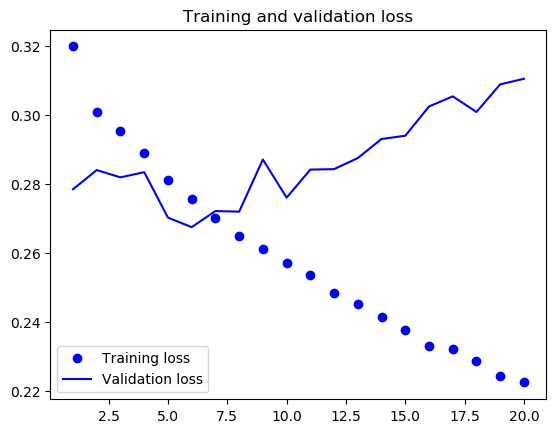 Training and validation loss
0.32
0.30
0.28
0.26
0.24
0.22
Training loss
Validation loss
2.5 5.0 7.5 10.0 12.5 15.0 17.5 20.0